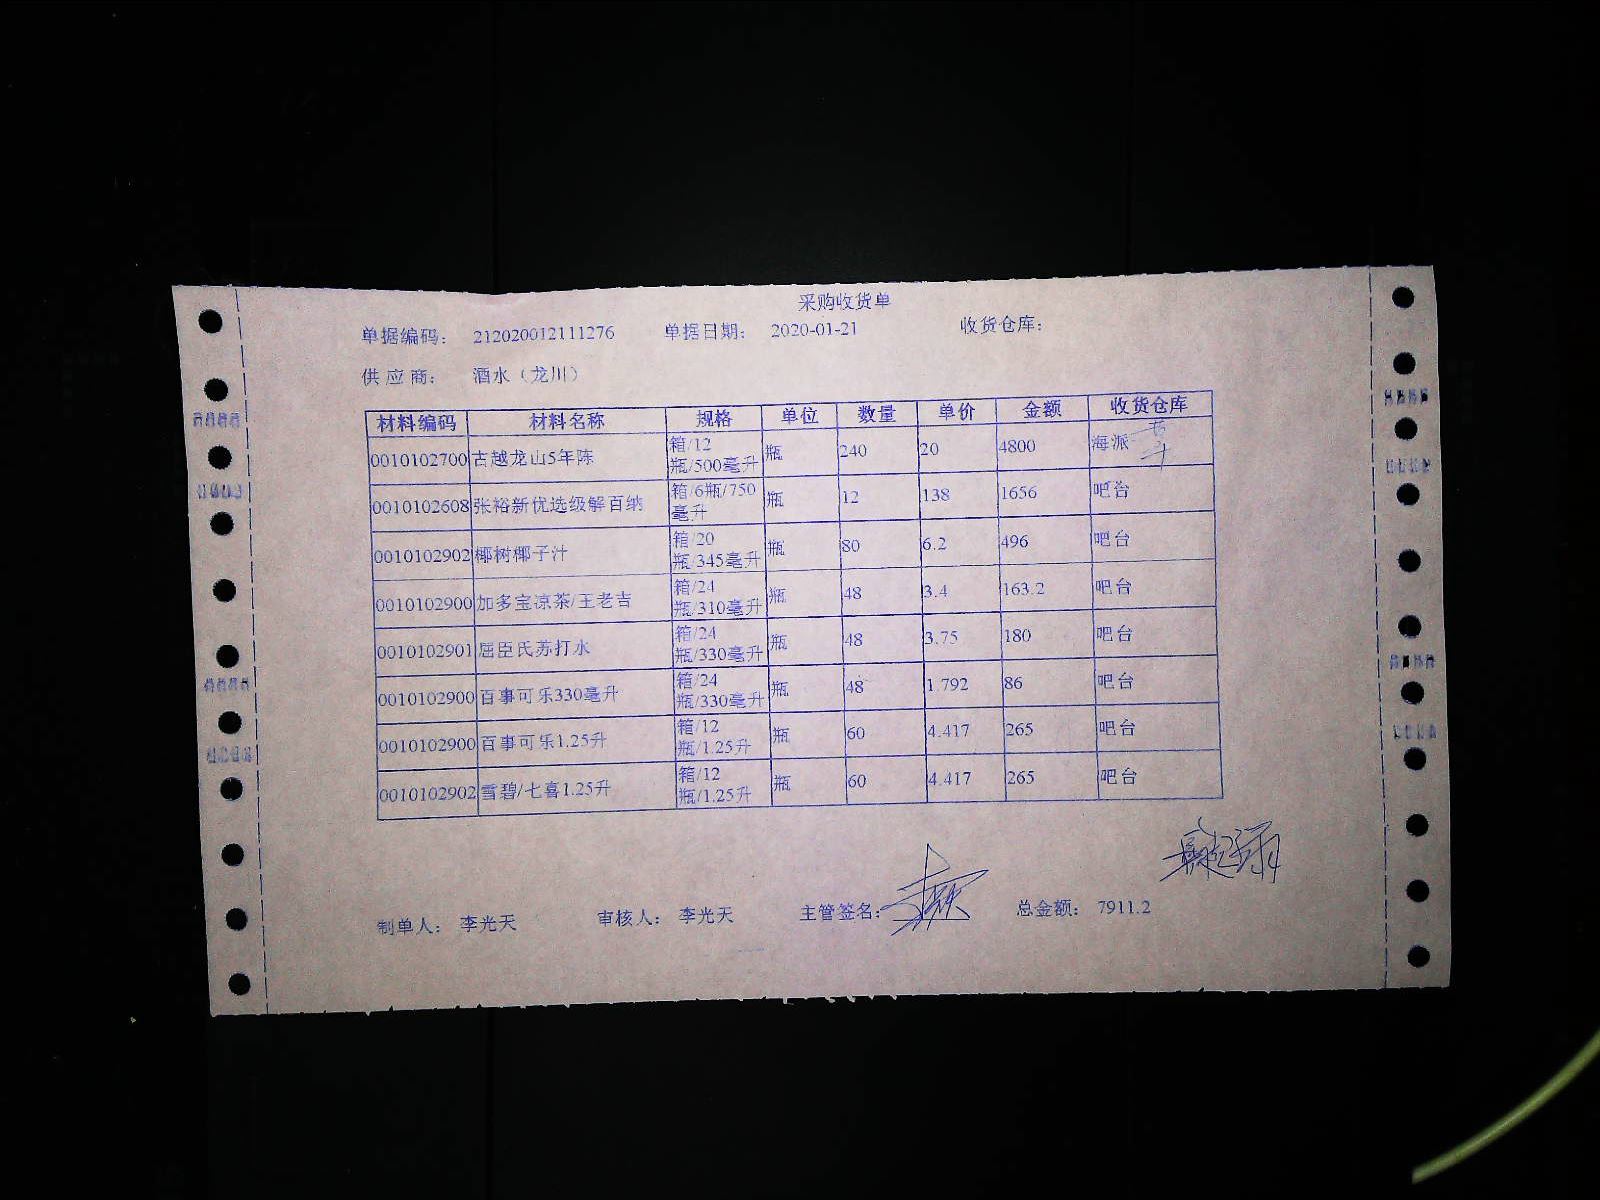 采购收货单
单据编码： 212020012111276 单据日期： 2020-01-21 收货仓库：
供应商： 酒水（龙川）
材料编码 材料名称 规格 单位 数量 单价 金额 收货仓库
0010102700 古越龙山5年陈 箱/12瓶/500毫升 瓶 240 20 4800 海派
0010102608 张裕新优选级解百纳 箱/6瓶/750毫升 瓶 12 138 1656 吧台
0010102902 椰树椰子汁 箱/20瓶/345毫升 瓶 80 6.2 496 吧台
0010102900 加多宝凉茶/王老吉 箱/24瓶/310毫升 瓶 48 3.4 163.2 吧台
0010102901 屈臣氏苏打水 箱/24瓶/330毫升 瓶 48 3.75 180 吧台
0010102900 百事可乐330毫升 箱/24瓶/330毫升 瓶 48 1.792 86 吧台
0010102900 百事可乐1.25升 箱/12瓶/1.25升 瓶 60 4.417 265 吧台
0010102902 雪碧/七喜1.25升 箱/12瓶/1.25升 瓶 60 4.417 265 吧台
制单人： 李光天 审核人： 李光天 主管签名： 总金额： 7911.2